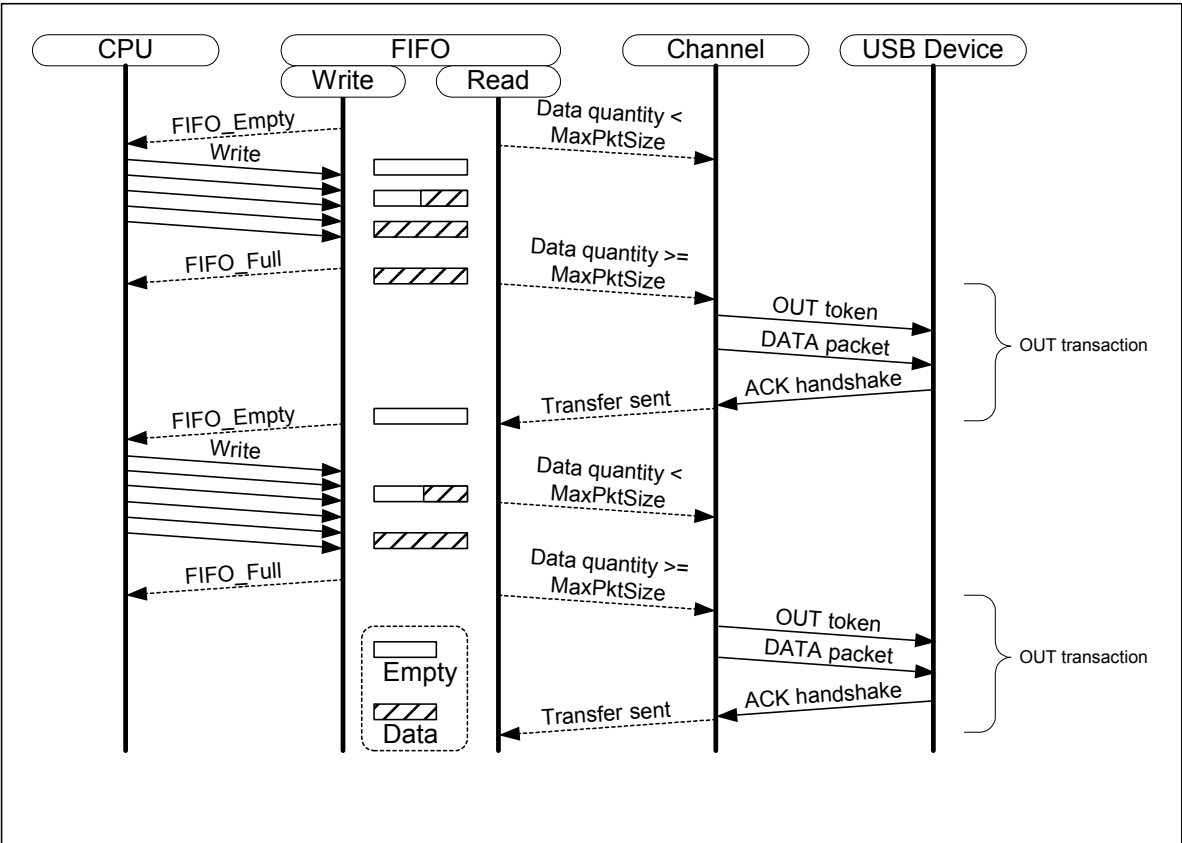 CPU
FIFO
Channel
USB Device
Write
Read
FIFO_Empty
Data quantity <
MaxPktSize
Write
Data quantity >=
MaxPktSize
FIFO_Full
OUT token
DATA packet
OUT transaction
ACK handshake
Transfer sent
FIFO_Empty
Write
Data quantity <
MaxPktSize
Data quantity >=
MaxPktSize
FIFO_Full
OUT token
DATA packet
OUT transaction
ACK handshake
Transfer sent
Empty
Data